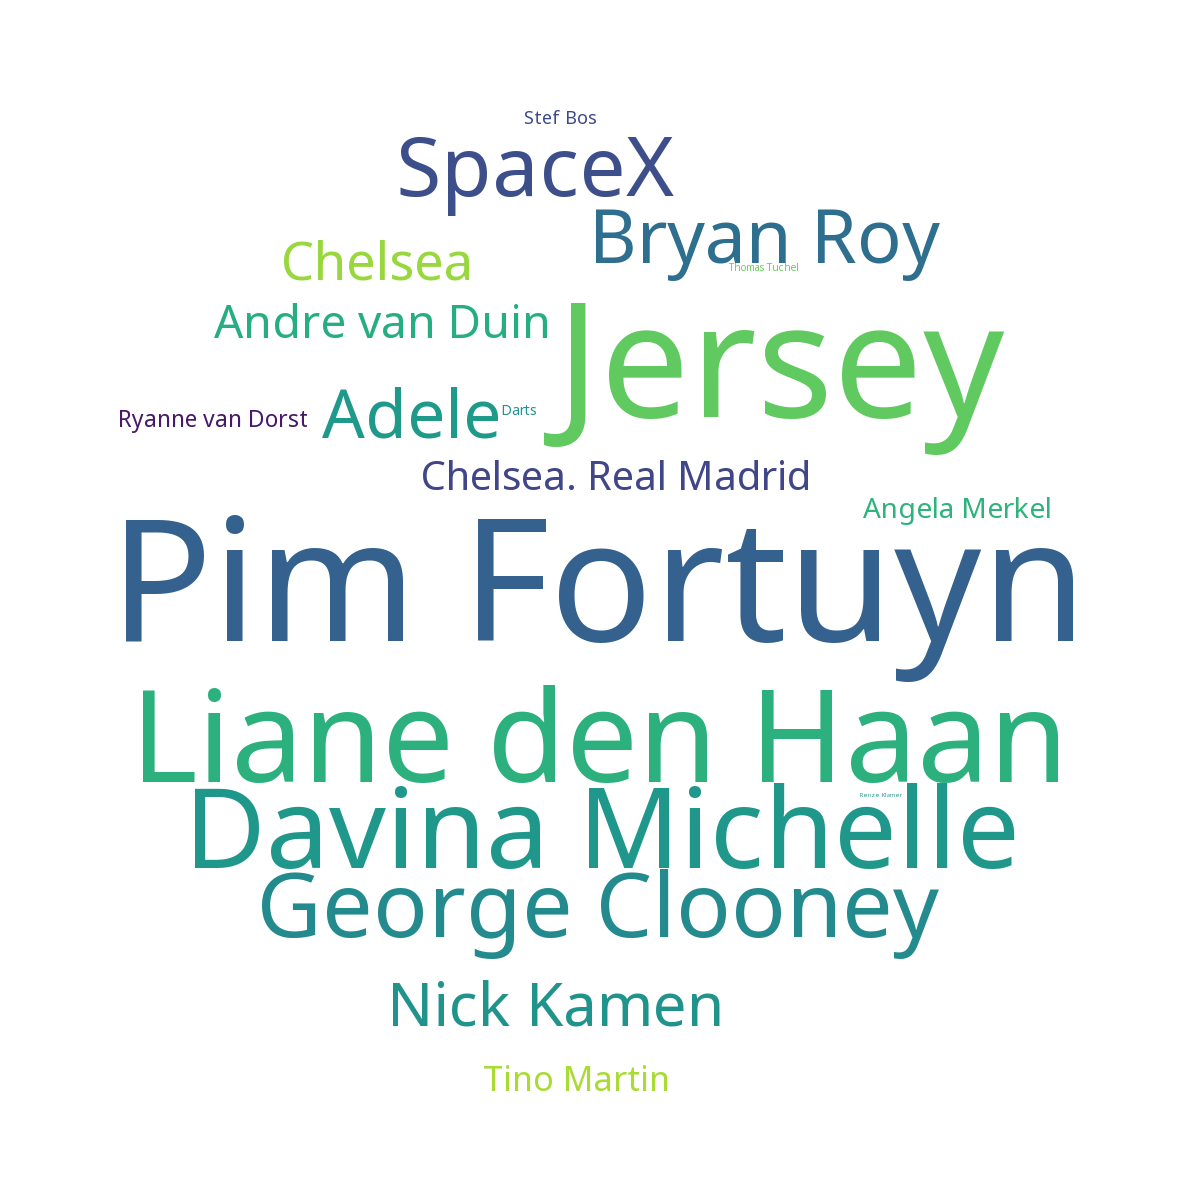 Stef Bos
SpaceX
Bryan Roy
Thomas Tuchel
Chelsea
Andre van Duin
Jersey
Adele
Darts
Ryanne van Dorst
Chelsea. Real Madrid
Angela Merkel
Pim Fortuyn
Liane den Haan
Renze Klamer
Davina Michelle
George Clooney
Nick Kamen
Tino Martin